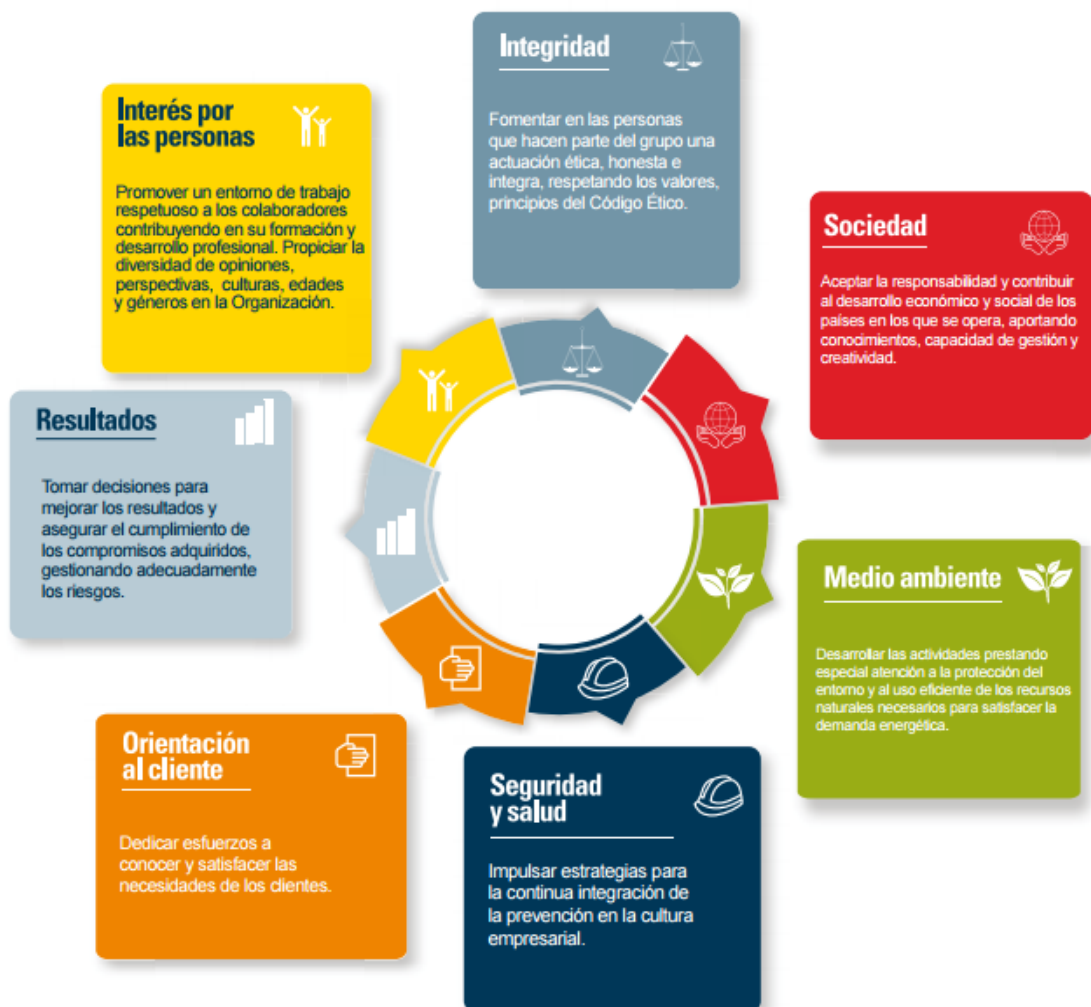 Integridad
Fomentar en las personas
que hacen parte del grupo una
actuación ética, honesta e
integra, respetando los valores,
principios del Código Ético.
Interés por
las personas
Promover un entorno de trabajo
respetuoso a los colaboradores
contribuyendo en su formación y
desarrollo profesional. Propiciar la
diversidad de opiniones,
perspectivas, culturas, edades
y géneros en la Organización.
Sociedad
Aceptar la responsabilidad y contribuir
al desarrollo económico y social de los
países en los que se opera, aportando
conocimientos, capacidad de gestión y
creatividad.
Resultados
Tomar decisiones para
mejorar los resultados y
asegurar el cumplimiento de
los compromisos adquiridos,
gestionando adecuadamente
los riesgos.
Medio ambiente
Desarrollar las actividades prestando
especial atención a la protección del
entorno y al uso eficiente de los recursos
naturales necesarios para satisfacer la
demanda energética.
Orientación
al cliente
Dedicar esfuerzos a
conocer y satisfacer las
necesidades de los clientes.
Seguridad
y salud
Impulsar estrategias para
la continua integración de
la prevención en la cultura
empresarial.